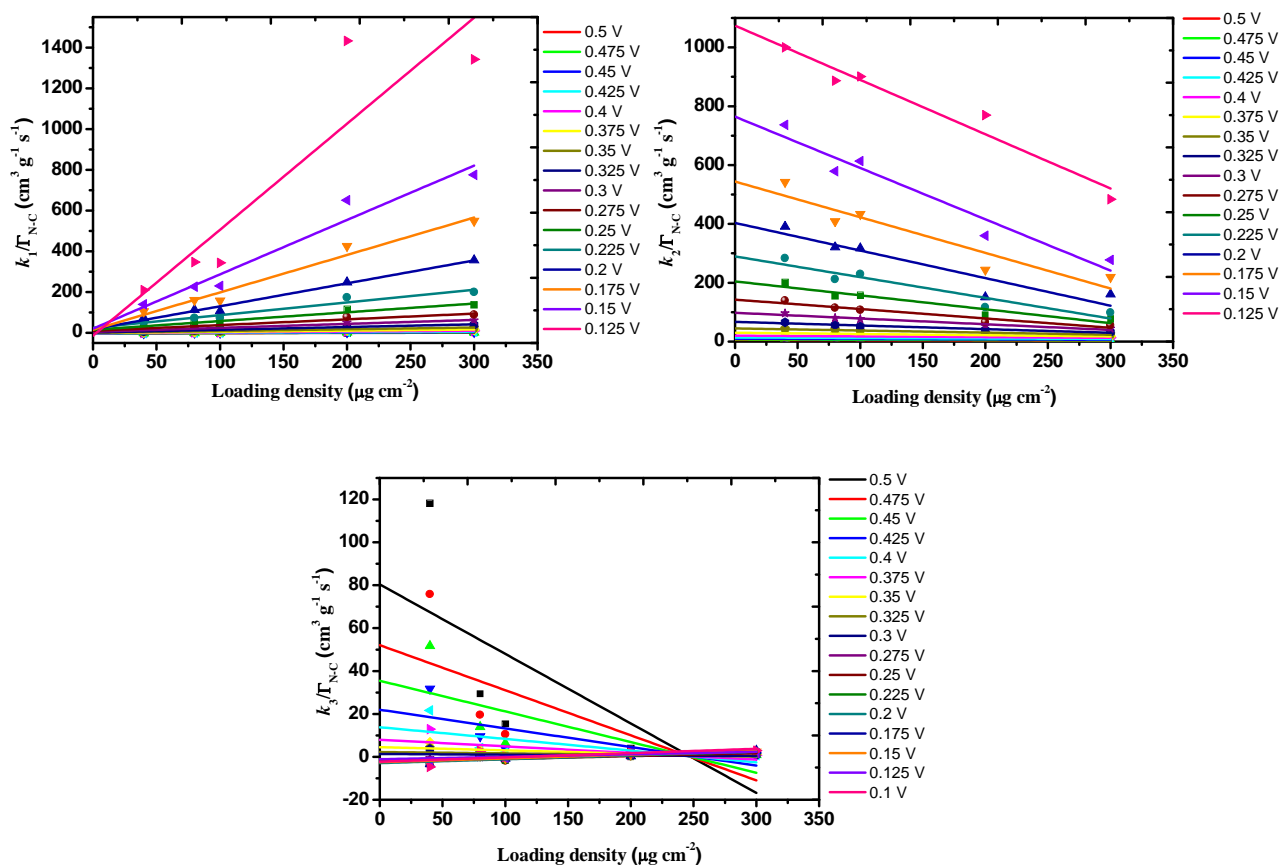 k₁/Γ_N-C (cm³ g⁻¹ s⁻¹)
1400
1200
1000
800
600
400
200
0
0 50 100 150 200 250 300 350
Loading density (μg cm⁻²)
0.5 V
0.475 V
0.45 V
0.425 V
0.4 V
0.375 V
0.35 V
0.325 V
0.3 V
0.275 V
0.25 V
0.225 V
0.2 V
0.175 V
0.15 V
0.125 V
k₂/Γ_N-C (cm³ g⁻¹ s⁻¹)
1000
800
600
400
200
0
0 50 100 150 200 250 300 350
Loading density (μg cm⁻²)
0.5 V
0.475 V
0.45 V
0.425 V
0.4 V
0.375 V
0.35 V
0.325 V
0.3 V
0.275 V
0.25 V
0.225 V
0.2 V
0.175 V
0.15 V
0.125 V
k₃/Γ_N-C (cm³ g⁻¹ s⁻¹)
120
100
80
60
40
20
0
-20
0 50 100 150 200 250 300 350
Loading density (μg cm⁻²)
0.5 V
0.475 V
0.45 V
0.425 V
0.4 V
0.375 V
0.35 V
0.325 V
0.3 V
0.275 V
0.25 V
0.225 V
0.2 V
0.175 V
0.15 V
0.125 V
0.1 V